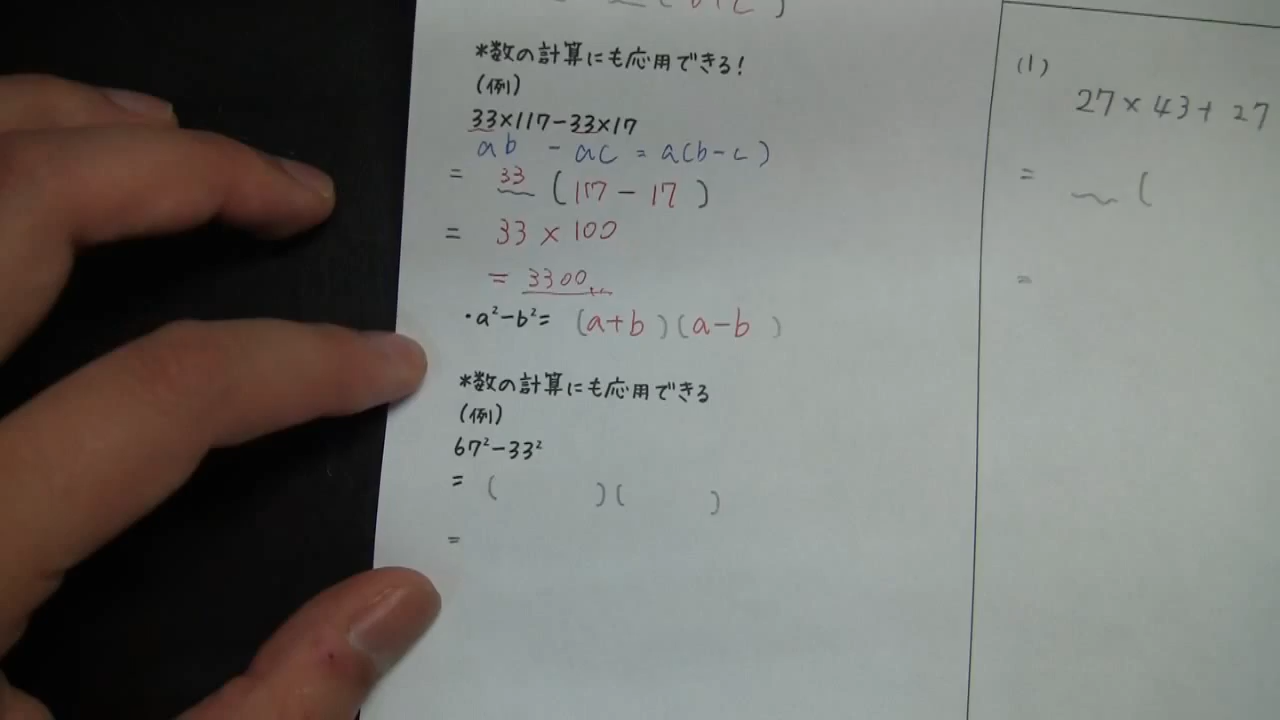 *数の計算にも応用できる!
(例)
33×117-33×17
ab - ac = a(b-c)
= 33 (117-17)
= 33 × 100
= 3300
・a²-b²= (a+b)(a-b)
*数の計算にも応用できる
(例)
67²-33²
= (    )(    )
=
(1)
27×43+27
= (
=